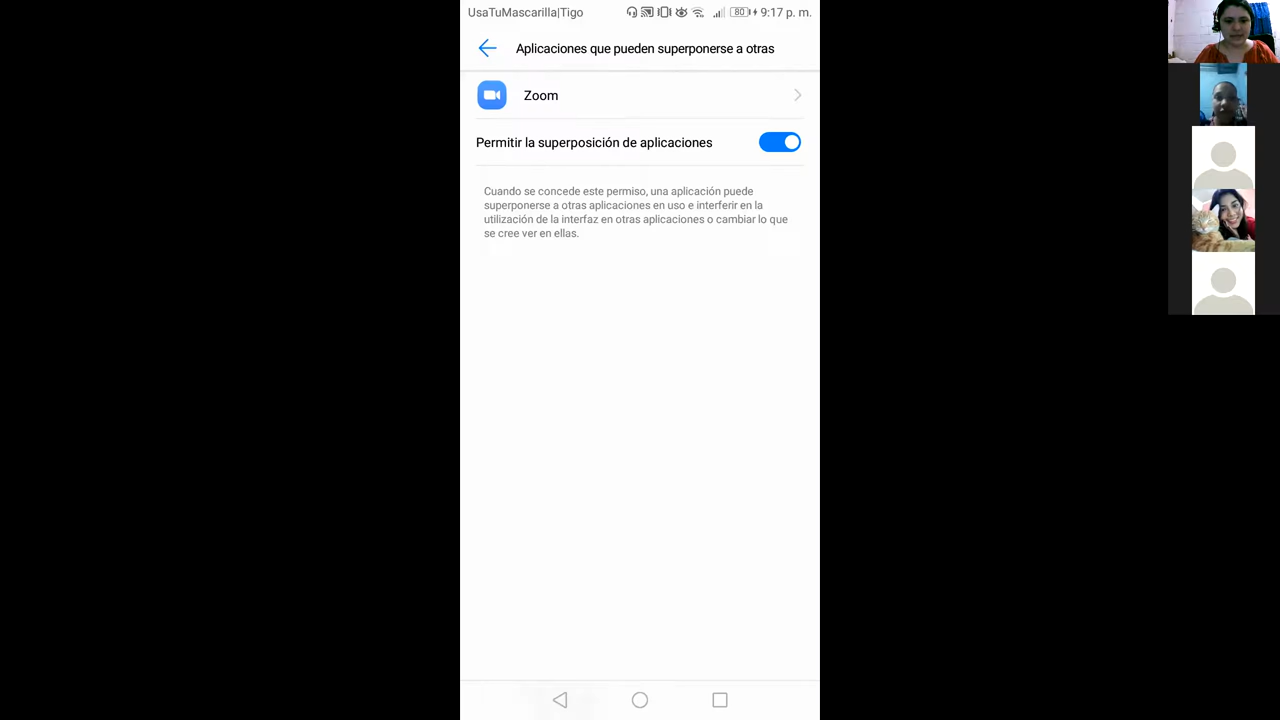 UsaTuMascarilla|Tigo 80 9:17 p. m.
Aplicaciones que pueden superponerse a otras
Zoom
Permitir la superposición de aplicaciones
Cuando se concede este permiso, una aplicación puede
superponerse a otras aplicaciones en uso e interferir en la
utilización de la interfaz en otras aplicaciones o cambiar lo que
se cree ver en ellas.